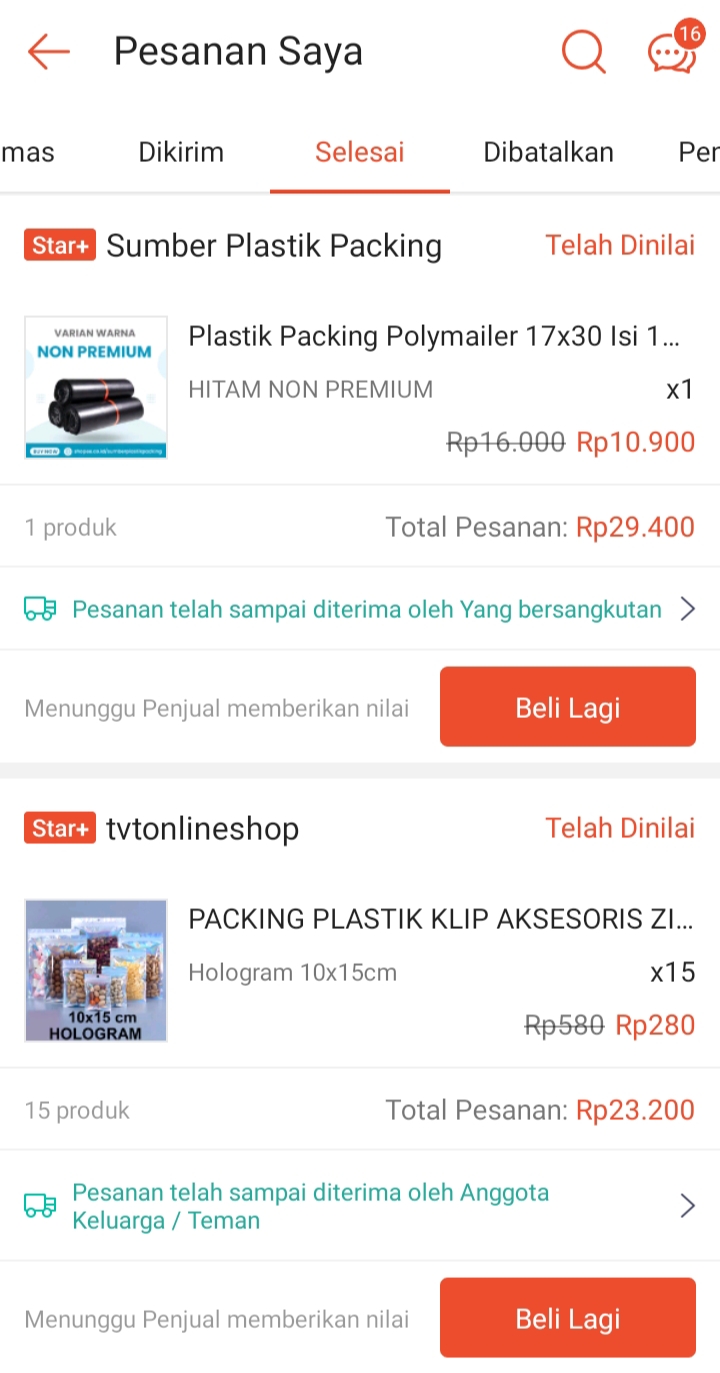 Pesanan Saya
16
mas Dikirim Selesai Dibatalkan Per
Star+ Sumber Plastik Packing Telah Dinilai
VARIAN WARNA
NON PREMIUM
Plastik Packing Polymailer 17x30 Isi 1...
HITAM NON PREMIUM x1
Rp16.000 Rp10.900
1 produk Total Pesanan: Rp29.400
Pesanan telah sampai diterima oleh Yang bersangkutan
Menunggu Penjual memberikan nilai Beli Lagi
Star+ tvtonlineshop Telah Dinilai
10x15 cm
HOLOGRAM
PACKING PLASTIK KLIP AKSESORIS ZI...
Hologram 10x15cm x15
Rp580 Rp280
15 produk Total Pesanan: Rp23.200
Pesanan telah sampai diterima oleh Anggota
Keluarga / Teman
Menunggu Penjual memberikan nilai Beli Lagi